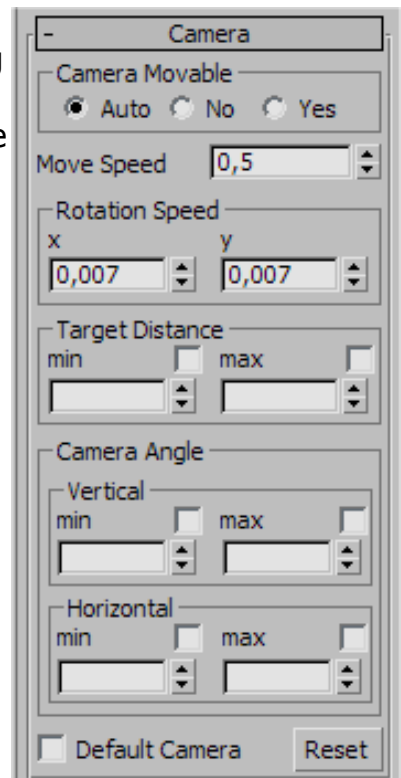 - Camera
Camera Movable
Auto No Yes
Move Speed 0,5
Rotation Speed
x y
0,007 0,007
Target Distance
min max
Camera Angle
Vertical
min max
Horizontal
min max
Default Camera Reset